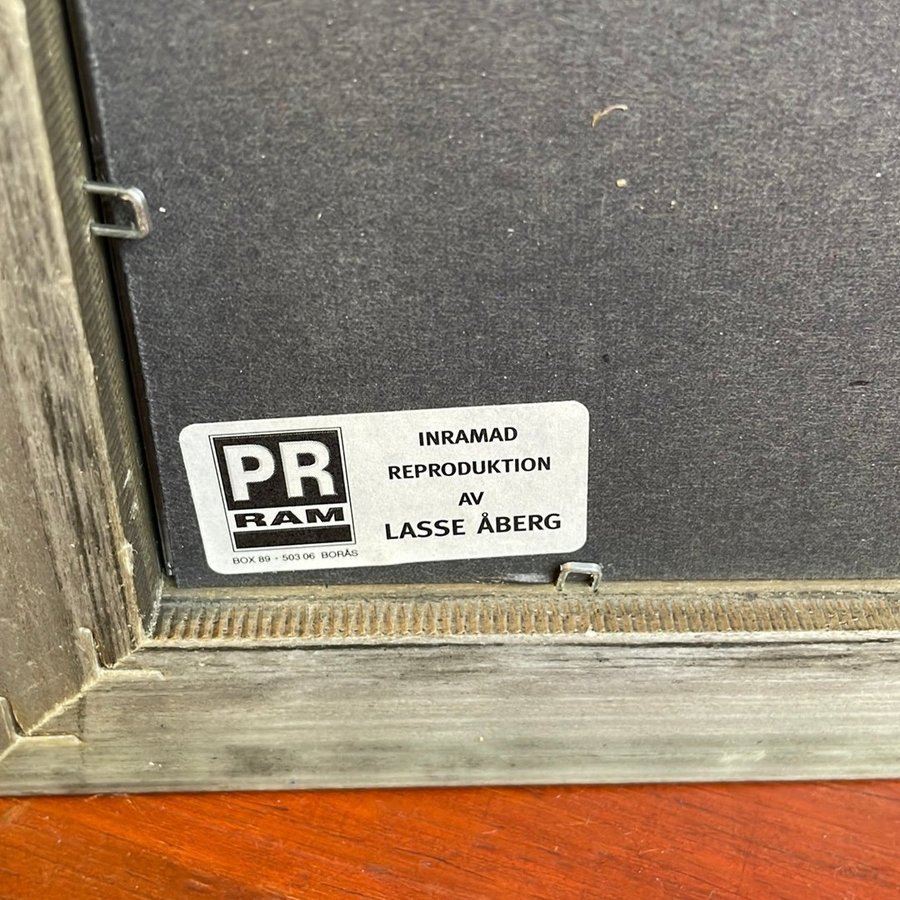 PR
RAM
BOX 89 - 503 06 BORÅS
INRAMAD
REPRODUKTION
AV
LASSE ÅBERG